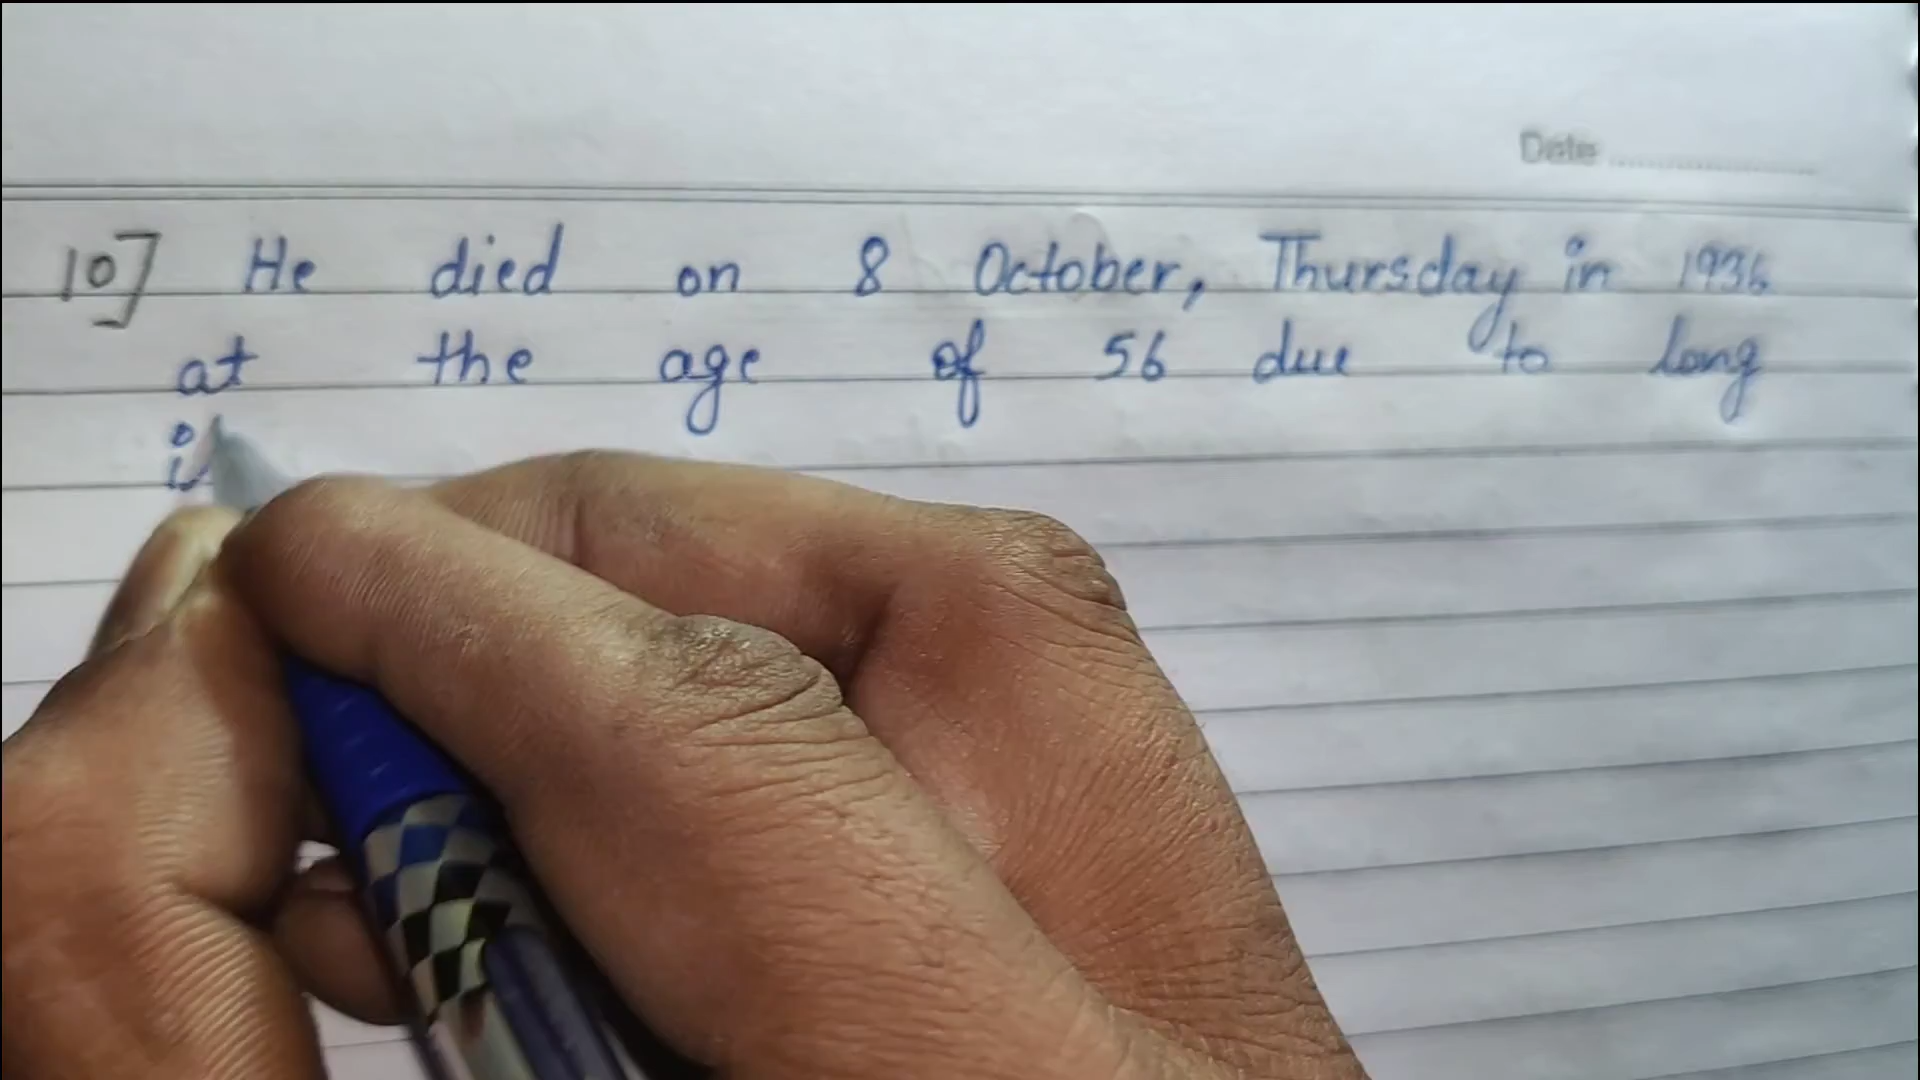 Date
10] He died on 8 October, Thursday in 1936
at the age of 56 due to long